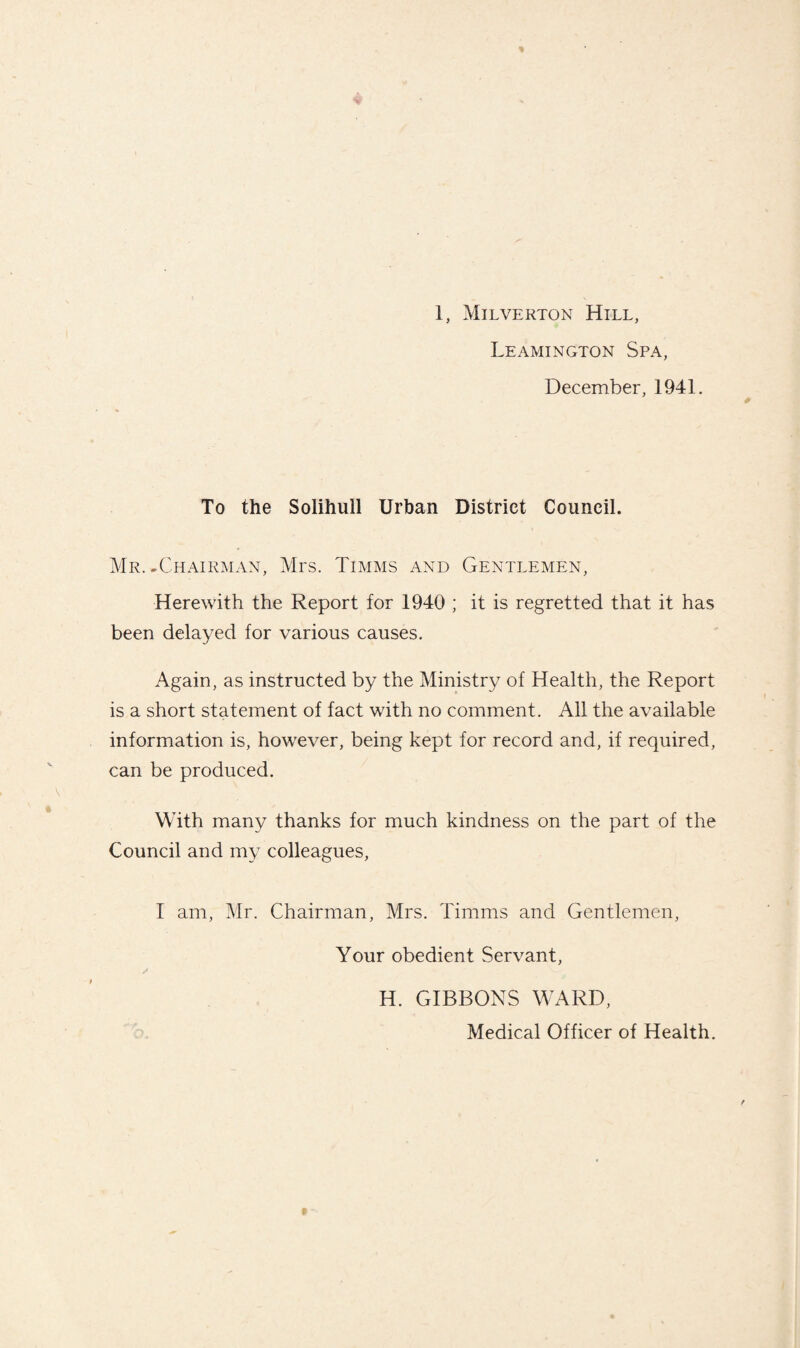 1, Milverton Hill,
Leamington Spa,
December, 1941.
To the Solihull Urban District Council.
Mr. Chairman, Mrs. Timms and Gentlemen,
Herewith the Report for 1940 ; it is regretted that it has
been delayed for various causes.
Again, as instructed by the Ministry of Health, the Report
is a short statement of fact with no comment. All the available
information is, however, being kept for record and, if required,
can be produced.
With many thanks for much kindness on the part of the
Council and my colleagues,
I am, Mr. Chairman, Mrs. Timms and Gentlemen,
Your obedient Servant,
H. GIBBONS WARD,
Medical Officer of Health.